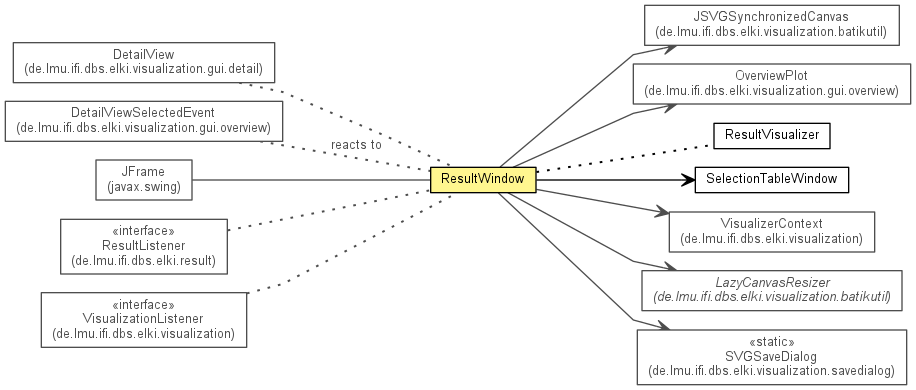 DetailView
(de.lmu.ifi.dbs.elki.visualization.gui.detail)
DetailViewSelectedEvent
(de.lmu.ifi.dbs.elki.visualization.gui.overview)
reacts to
JFrame
(javax.swing)
«interface»
ResultListener
(de.lmu.ifi.dbs.elki.result)
«interface»
VisualizationListener
(de.lmu.ifi.dbs.elki.visualization)
ResultWindow
JSVGSynchronizedCanvas
(de.lmu.ifi.dbs.elki.visualization.batikutil)
OverviewPlot
(de.lmu.ifi.dbs.elki.visualization.gui.overview)
ResultVisualizer
SelectionTableWindow
VisualizerContext
(de.lmu.ifi.dbs.elki.visualization)
LazyCanvasResizer
(de.lmu.ifi.dbs.elki.visualization.batikutil)
«static»
SVGSaveDialog
(de.lmu.ifi.dbs.elki.visualization.savedialog)